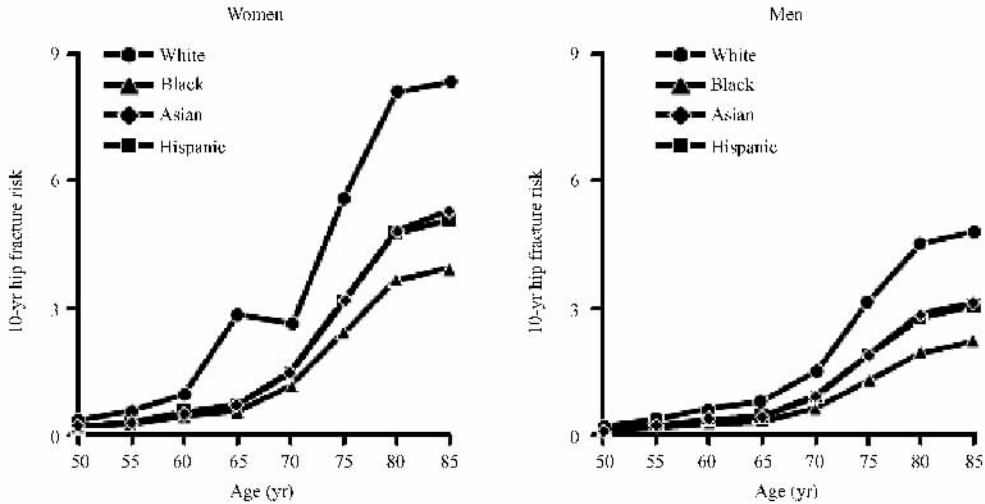 Women
9
6
3
0
White
Black
Asian
Hispanic
10-yr hip fracture risk
50 55 60 65 70 75 80 85
Age (yr)
Men
9
6
3
0
White
Black
Asian
Hispanic
10-yr hip fracture risk
50 55 60 65 70 75 80 85
Age (yr)